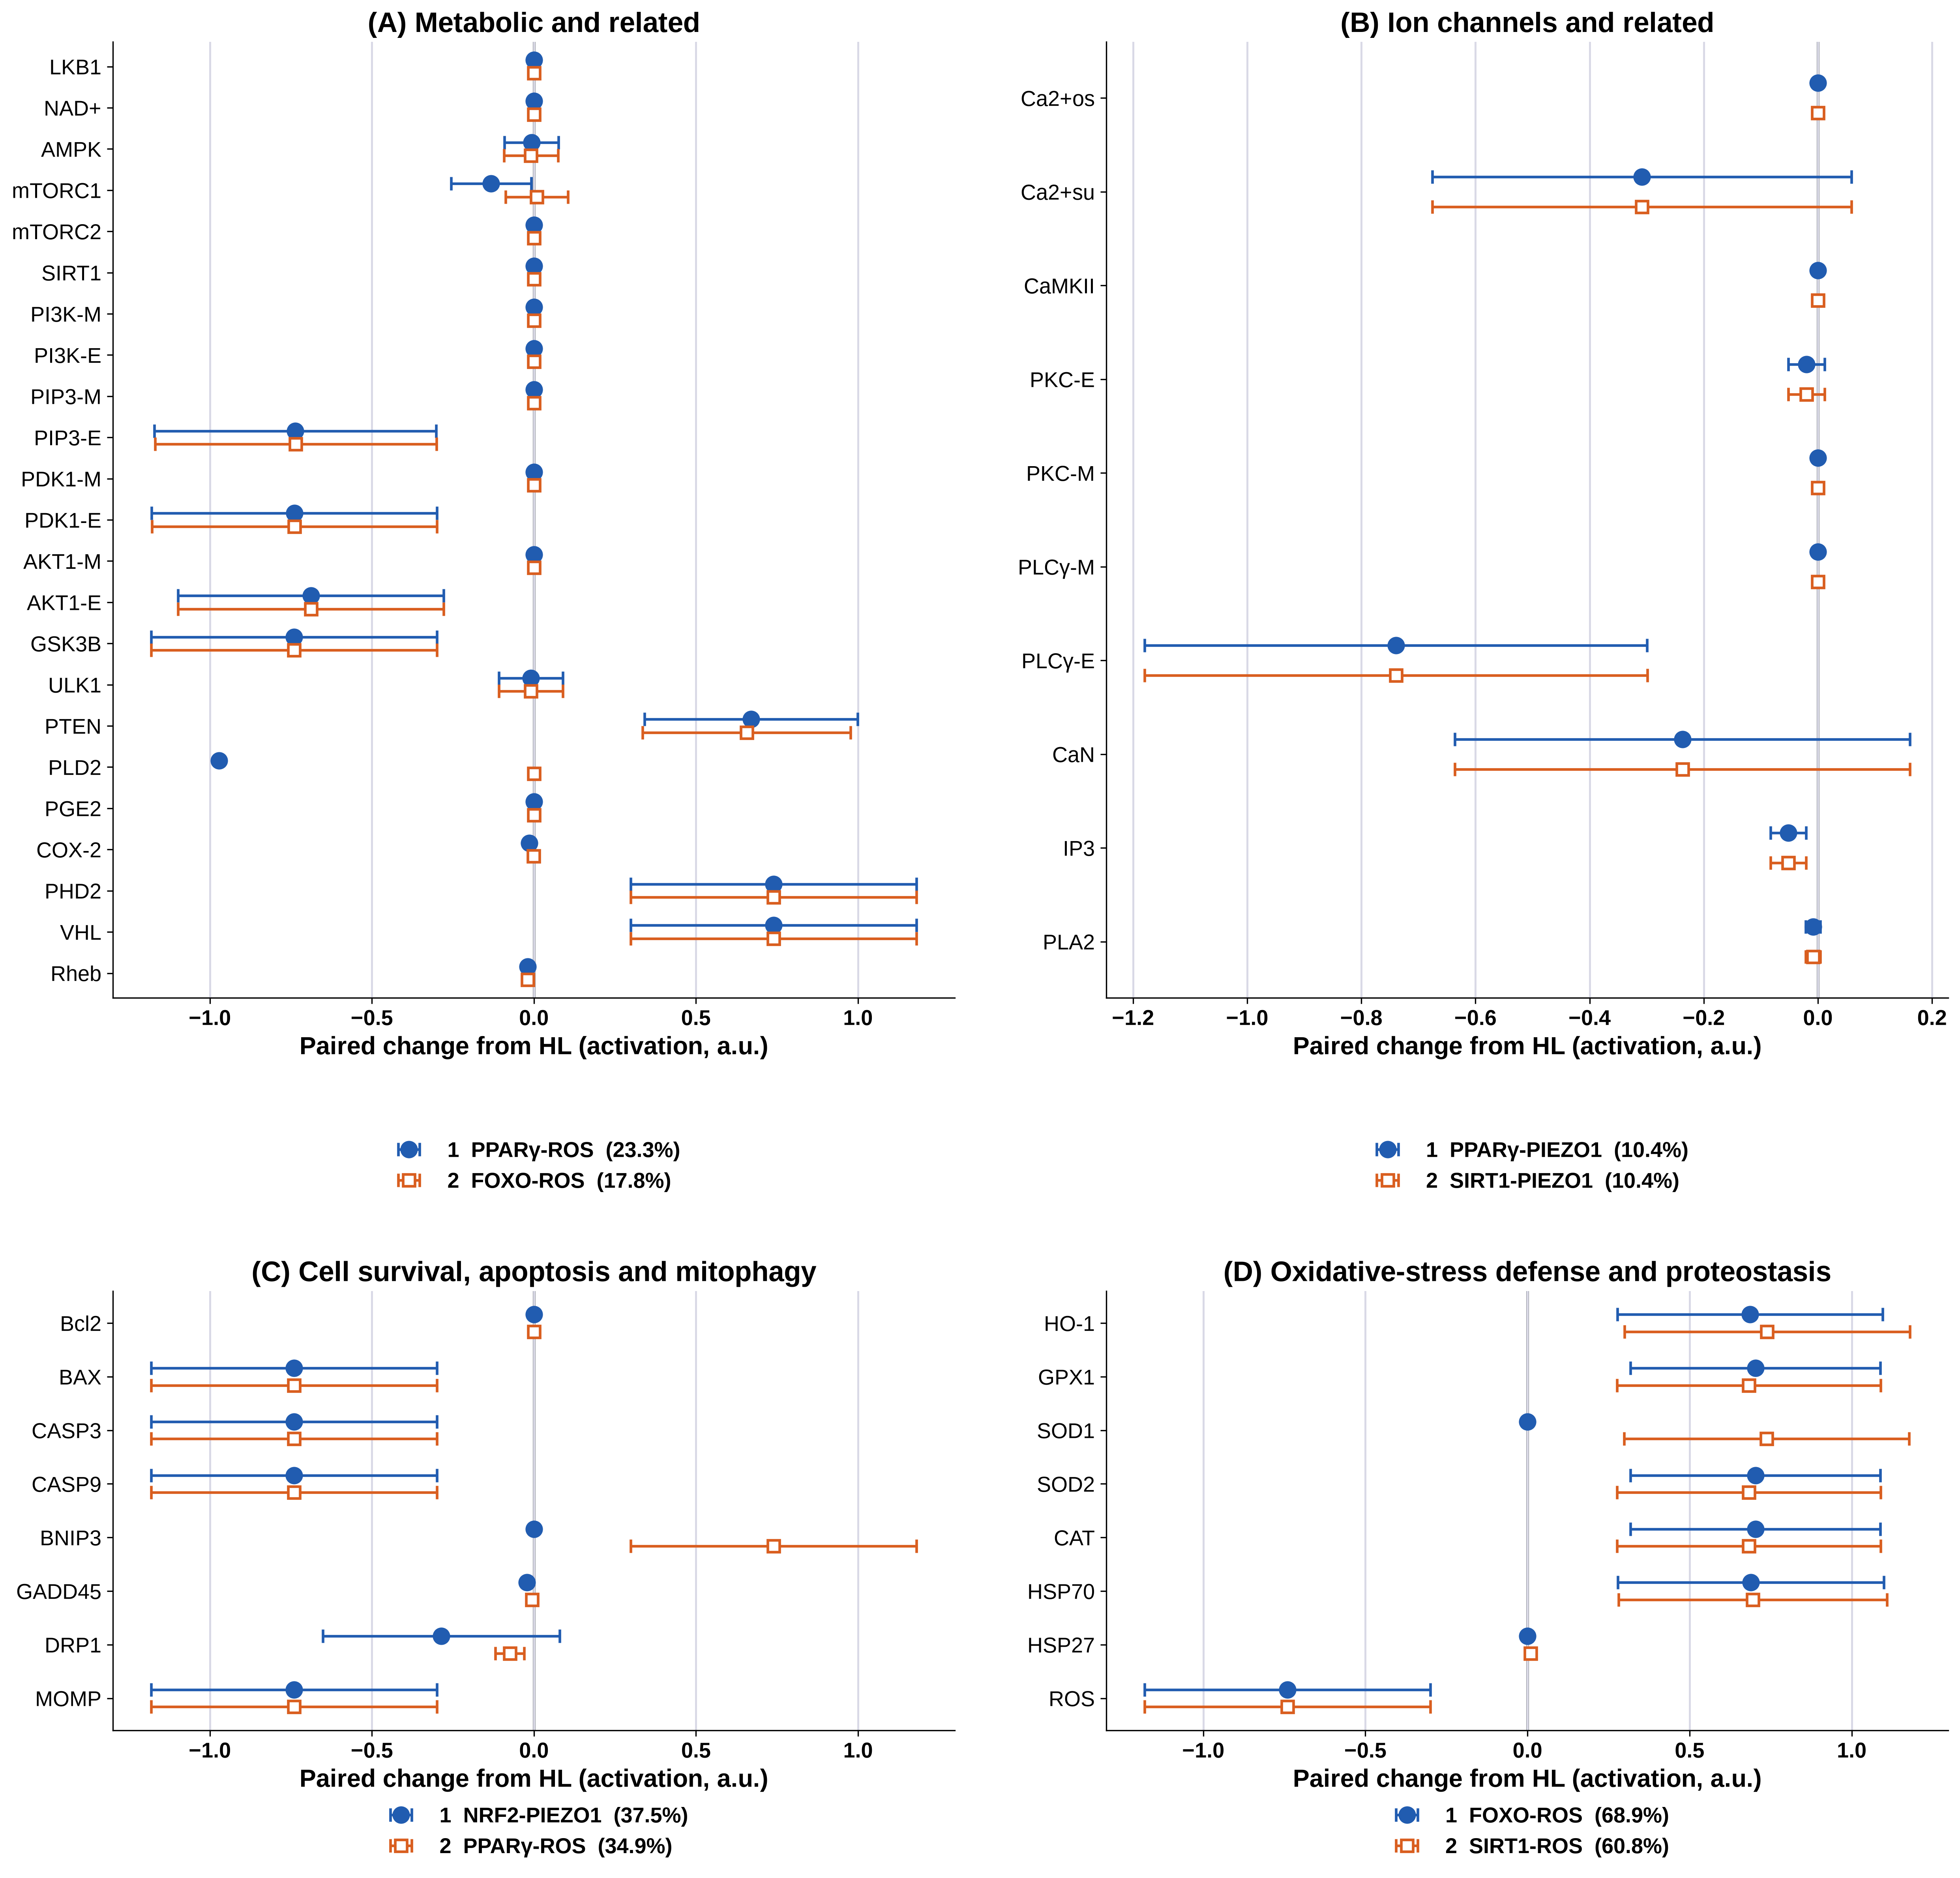 (A) Metabolic and related
LKB1
NAD+
AMPK
mTORC1
mTORC2
SIRT1
PI3K-M
PI3K-E
PIP3-M
PIP3-E
PDK1-M
PDK1-E
AKT1-M
AKT1-E
GSK3B
ULK1
PTEN
PLD2
PGE2
COX-2
PHD2
VHL
Rheb
−1.0 −0.5 0.0 0.5 1.0
Paired change from HL (activation, a.u.)
1 PPARγ-ROS (23.3%)
2 FOXO-ROS (17.8%)
(B) Ion channels and related
Ca2+os
Ca2+su
CaMKII
PKC-E
PKC-M
PLCγ-M
PLCγ-E
CaN
IP3
PLA2
−1.2 −1.0 −0.8 −0.6 −0.4 −0.2 0.0 0.2
Paired change from HL (activation, a.u.)
1 PPARγ-PIEZO1 (10.4%)
2 SIRT1-PIEZO1 (10.4%)
(C) Cell survival, apoptosis and mitophagy
Bcl2
BAX
CASP3
CASP9
BNIP3
GADD45
DRP1
MOMP
−1.0 −0.5 0.0 0.5 1.0
Paired change from HL (activation, a.u.)
1 NRF2-PIEZO1 (37.5%)
2 PPARγ-ROS (34.9%)
(D) Oxidative-stress defense and proteostasis
HO-1
GPX1
SOD1
SOD2
CAT
HSP70
HSP27
ROS
−1.0 −0.5 0.0 0.5 1.0
Paired change from HL (activation, a.u.)
1 FOXO-ROS (68.9%)
2 SIRT1-ROS (60.8%)